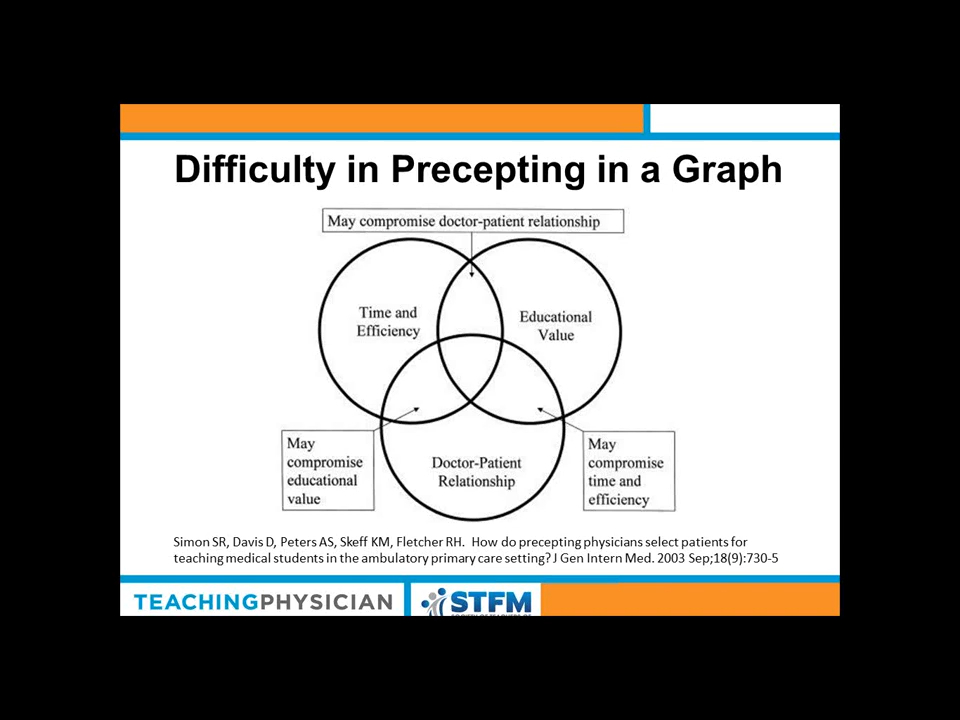 Difficulty in Precepting in a Graph
May compromise doctor-patient relationship
Time and
Efficiency
Educational
Value
May
compromise
educational
value
Doctor-Patient
Relationship
May
compromise
time and
efficiency
Simon SR, Davis D, Peters AS, Skeff KM, Fletcher RH.  How do precepting physicians select patients for
teaching medical students in the ambulatory primary care setting? J Gen Intern Med. 2003 Sep;18(9):730-5
TEACHINGPHYSICIAN
STFM